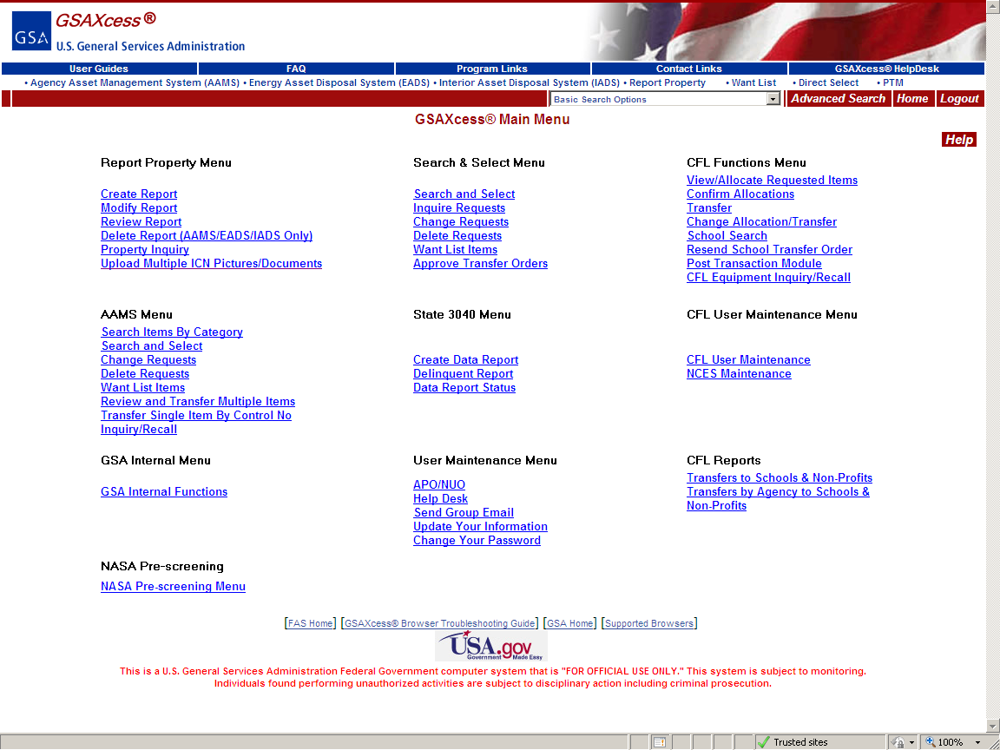 GSAXcess ®
GSA
U.S. General Services Administration
User Guides FAQ Program Links Contact Links GSAXcess® HelpDesk
• Agency Asset Management System (AAMS) • Energy Asset Disposal System (EADS) • Interior Asset Disposal System (IADS) • Report Property • Want List • Direct Select • PTM
Basic Search Options Advanced Search Home Logout
GSAXcess® Main Menu
Help
Report Property Menu
Create Report
Modify Report
Review Report
Delete Report (AAMS/EADS/IADS Only)
Property Inquiry
Upload Multiple ICN Pictures/Documents
Search & Select Menu
Search and Select
Inquire Requests
Change Requests
Delete Requests
Want List Items
Approve Transfer Orders
CFL Functions Menu
View/Allocate Requested Items
Confirm Allocations
Transfer
Change Allocation/Transfer
School Search
Resend School Transfer Order
Post Transaction Module
CFL Equipment Inquiry/Recall
AAMS Menu
Search Items By Category
Search and Select
Change Requests
Delete Requests
Want List Items
Review and Transfer Multiple Items
Transfer Single Item By Control No
Inquiry/Recall
State 3040 Menu
Create Data Report
Delinquent Report
Data Report Status
CFL User Maintenance Menu
CFL User Maintenance
NCES Maintenance
GSA Internal Menu
GSA Internal Functions
User Maintenance Menu
APO/NUO
Help Desk
Send Group Email
Update Your Information
Change Your Password
CFL Reports
Transfers to Schools & Non-Profits
Transfers by Agency to Schools &
Non-Profits
NASA Pre-screening
NASA Pre-screening Menu
[FAS Home] [GSAXcess® Browser Troubleshooting Guide] [GSA Home] [Supported Browsers]
USA.gov
Government Made Easy
This is a U.S. General Services Administration Federal Government computer system that is "FOR OFFICIAL USE ONLY." This system is subject to monitoring.
Individuals found performing unauthorized activities are subject to disciplinary action including criminal prosecution.
Trusted sites 100%